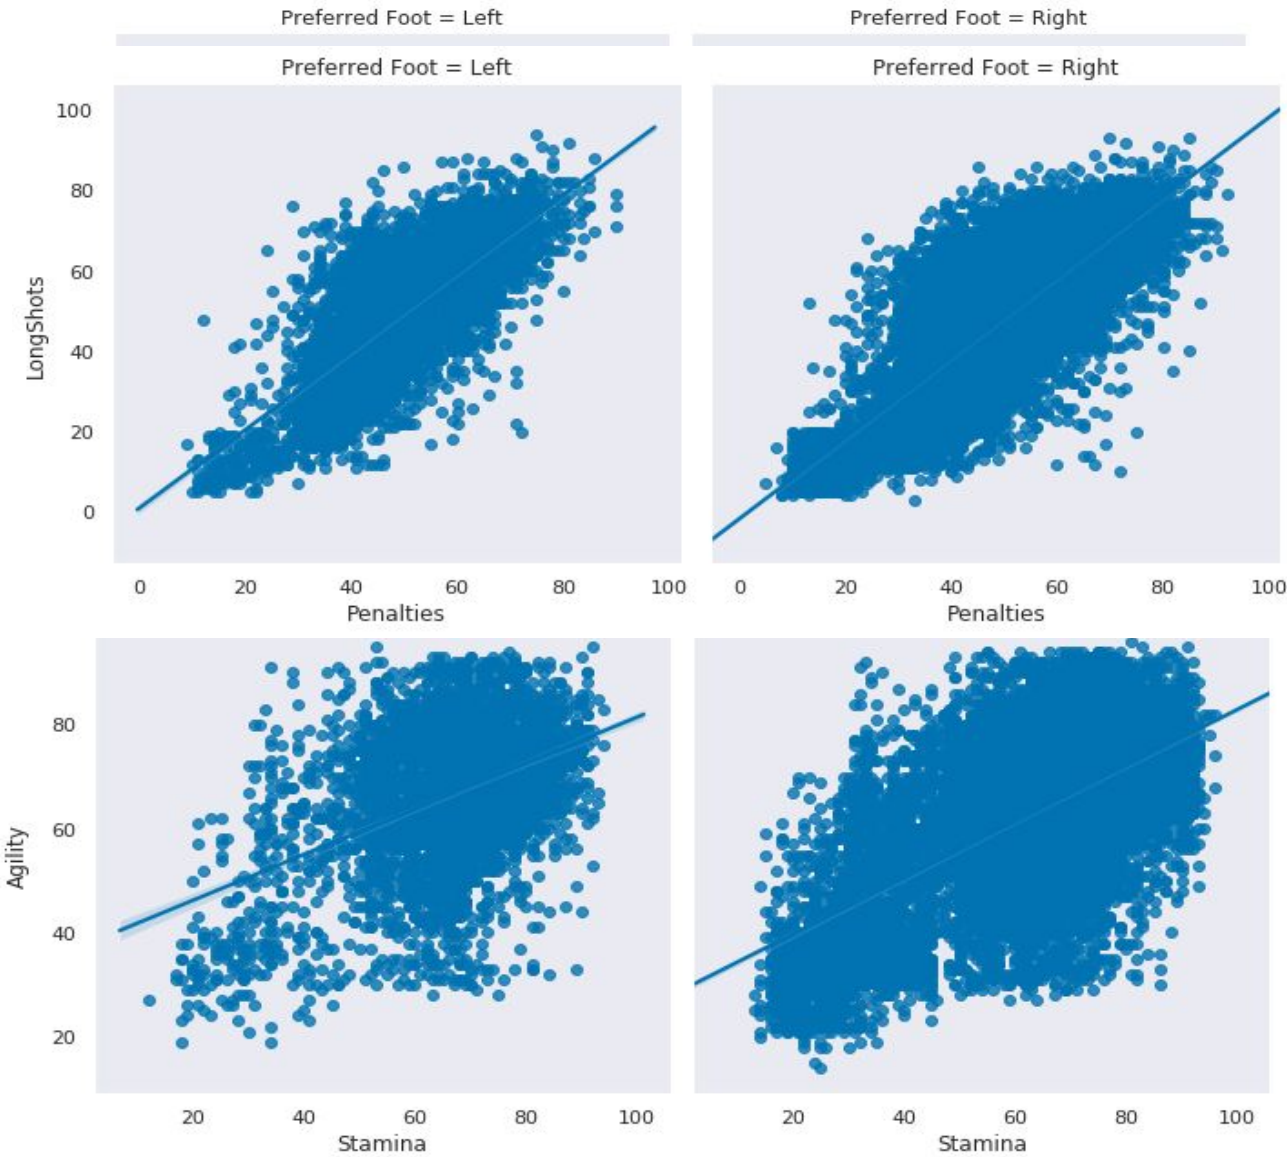 Preferred Foot = Left
Preferred Foot = Right
Preferred Foot = Left
Preferred Foot = Right
LongShots
100
80
60
40
20
0
0 20 40 60 80 100
0 20 40 60 80 100
Penalties
Penalties
Agility
80
60
40
20
20 40 60 80 100
20 40 60 80 100
Stamina
Stamina